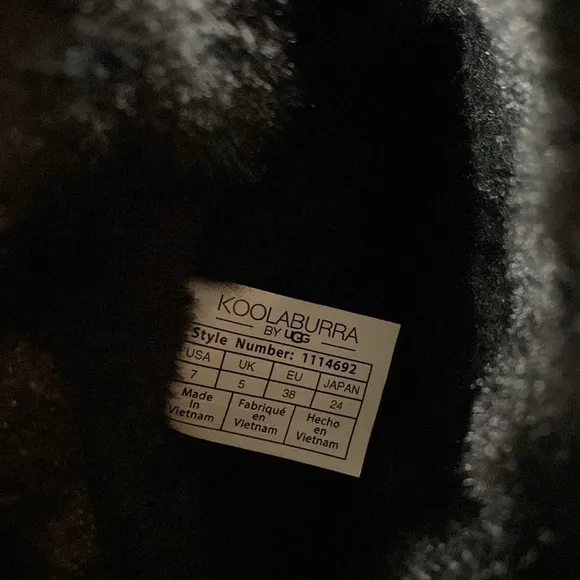 KOOLABURRA
BY UGG
Style Number: 1114692
USA UK EU JAPAN
7 5 38 24
Made Fabriqué Hecho
In en en
Vietnam Vietnam Vietnam